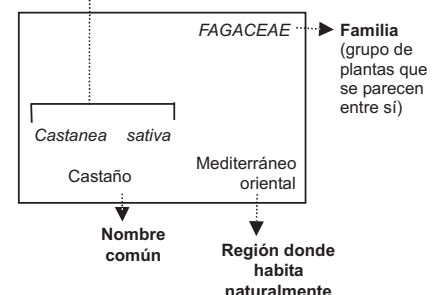 FAGACEAE
Familia
(grupo de
plantas que
se parecen
entre sí)
Castanea sativa
Castaño
Mediterráneo
oriental
Nombre
común
Región donde
habita
naturalmente